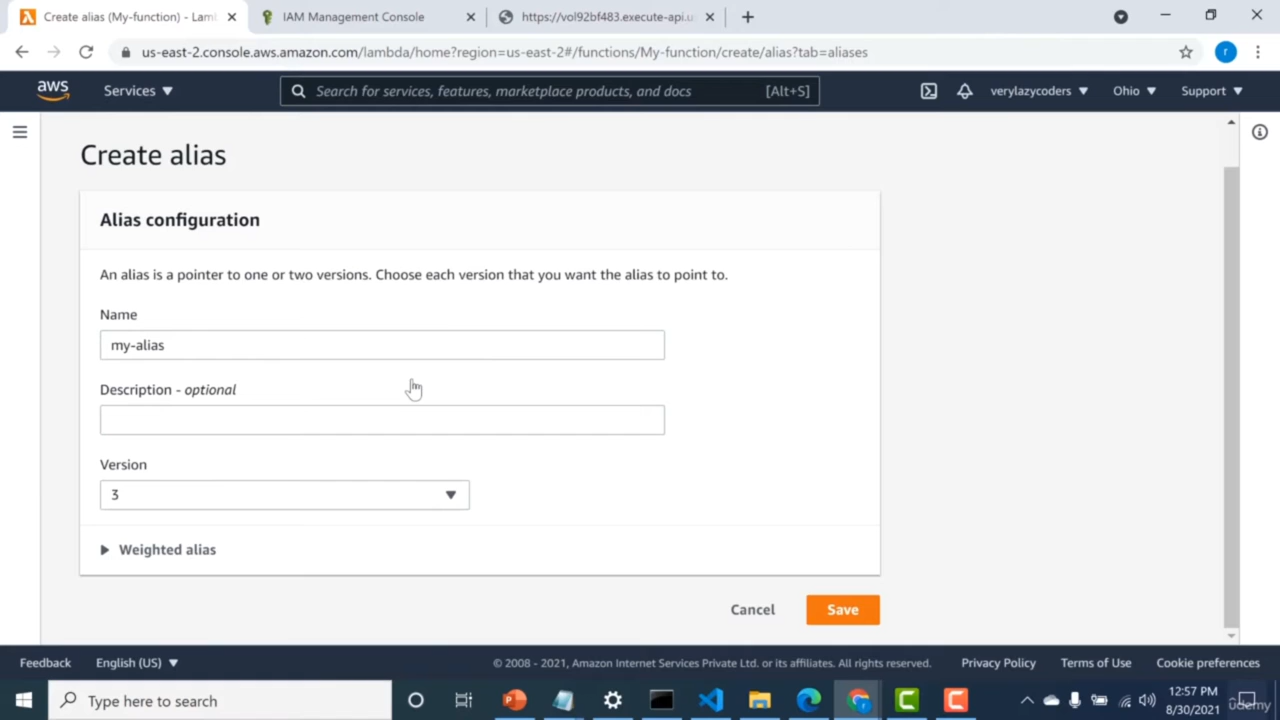 Create alias (My-function) - Lamb
IAM Management Console
https://vol92bf483.execute-api.u
us-east-2.console.aws.amazon.com/lambda/home?region=us-east-2#/functions/My-function/create/alias?tab=aliases
r
aws
Services
Search for services, features, marketplace products, and docs
[Alt+S]
verylazycoders
Ohio
Support
Create alias
Alias configuration
An alias is a pointer to one or two versions. Choose each version that you want the alias to point to.
Name
my-alias
Description - optional
Version
3
Weighted alias
Cancel
Save
Feedback
English (US)
© 2008 - 2021, Amazon Internet Services Private Ltd. or its affiliates. All rights reserved.
Privacy Policy
Terms of Use
Cookie preferences
Type here to search
12:57 PM
8/30/2021
ûdemy